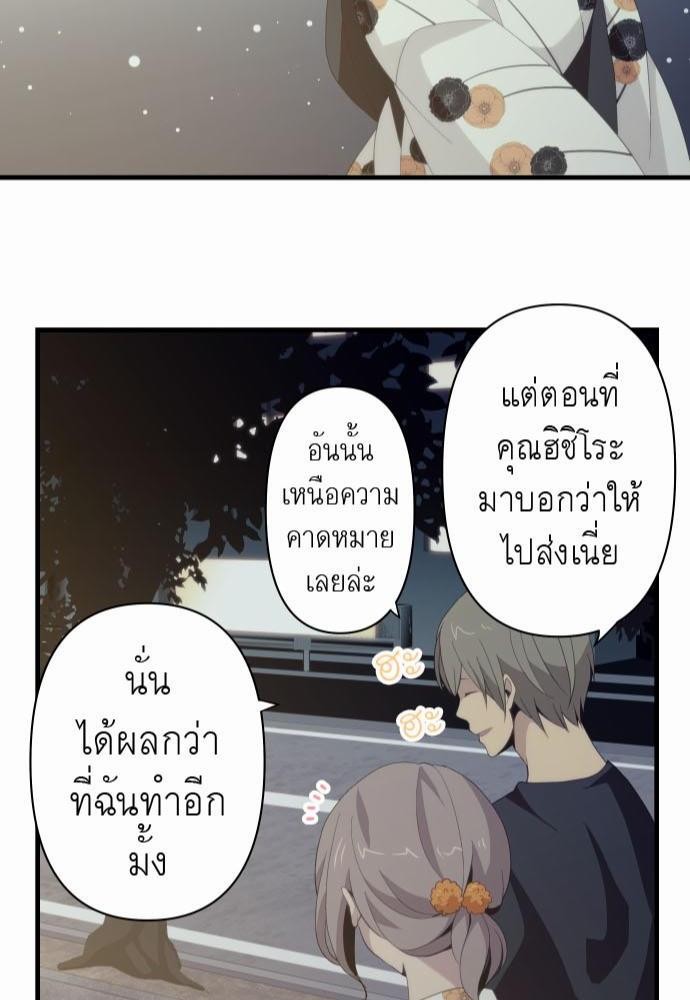 แต่ตอนที่
คุณฮิชิโระ
มาบอกว่าให้
ไปส่งเนี่ย
อันนั้น
เหนือความ
คาดหมาย
เลยล่ะ
ฮะ
ฮะ
นั่น
ได้ผลกว่า
ที่ฉันทำอีก
มั้ง